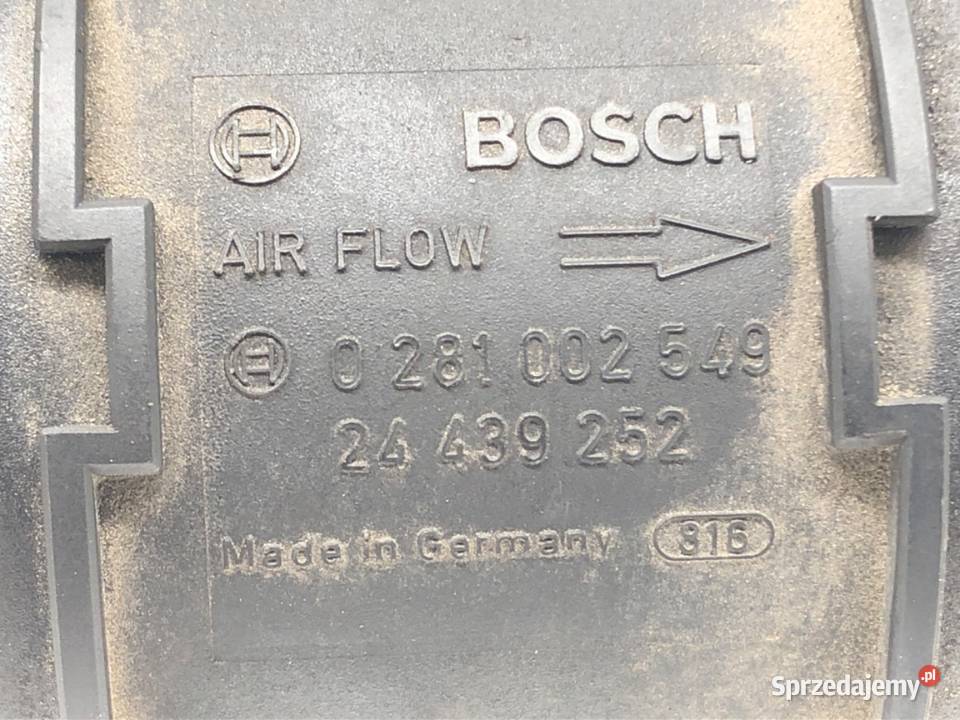 BOSCH
AIR FLOW
0 281 002 549
24 439 252
Made in Germany 816
Sprzedajemy.pl